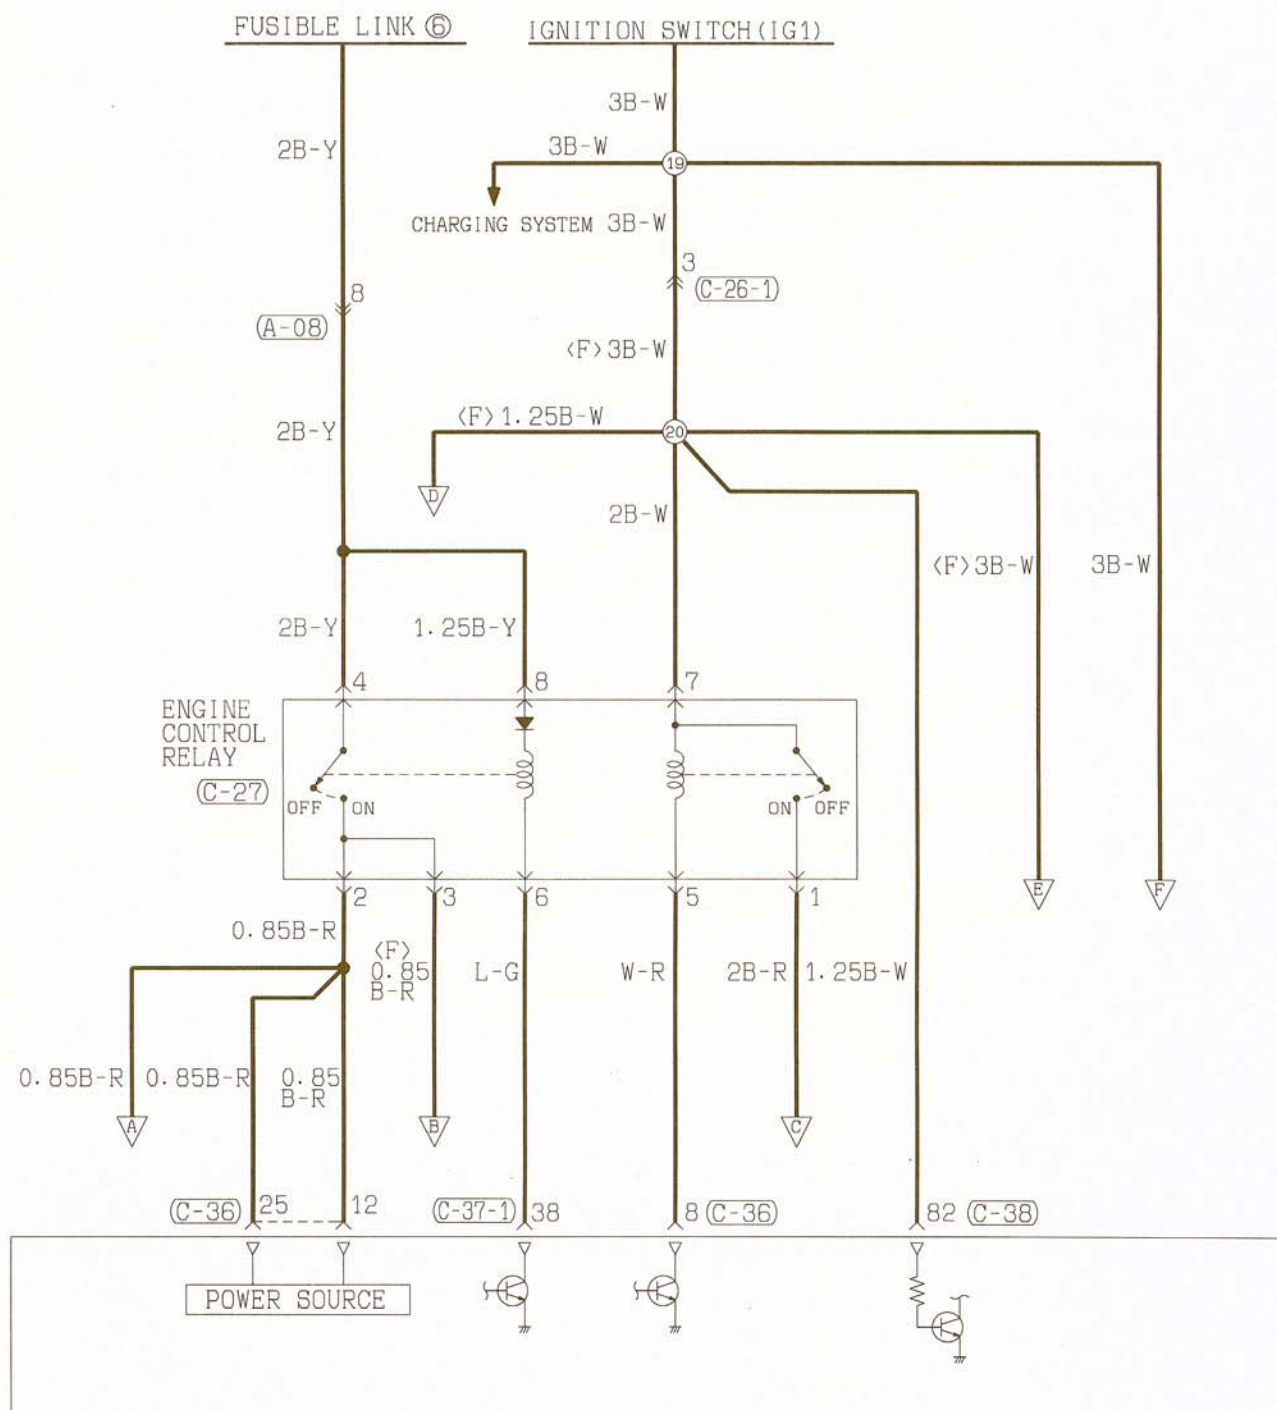 FUSIBLE LINK ⑥
IGNITION SWITCH(IG1)
3B-W
2B-Y
3B-W
19
CHARGING SYSTEM
3B-W
3
(C-26-1)
8
(A-08)
<F>3B-W
<F>1.25B-W
2B-Y
20
D
2B-W
<F>3B-W
3B-W
2B-Y
1.25B-Y
4
8
7
ENGINE
CONTROL
RELAY
(C-27)
OFF
ON
ON
OFF
E
F
2
3
6
5
1
0.85B-R
<F>
0.85
B-R
L-G
W-R
2B-R
1.25B-W
0.85B-R
0.85B-R
0.85
B-R
A
B
C
(C-36)
25
12
(C-37-1)
38
8
(C-36)
82
(C-38)
POWER SOURCE